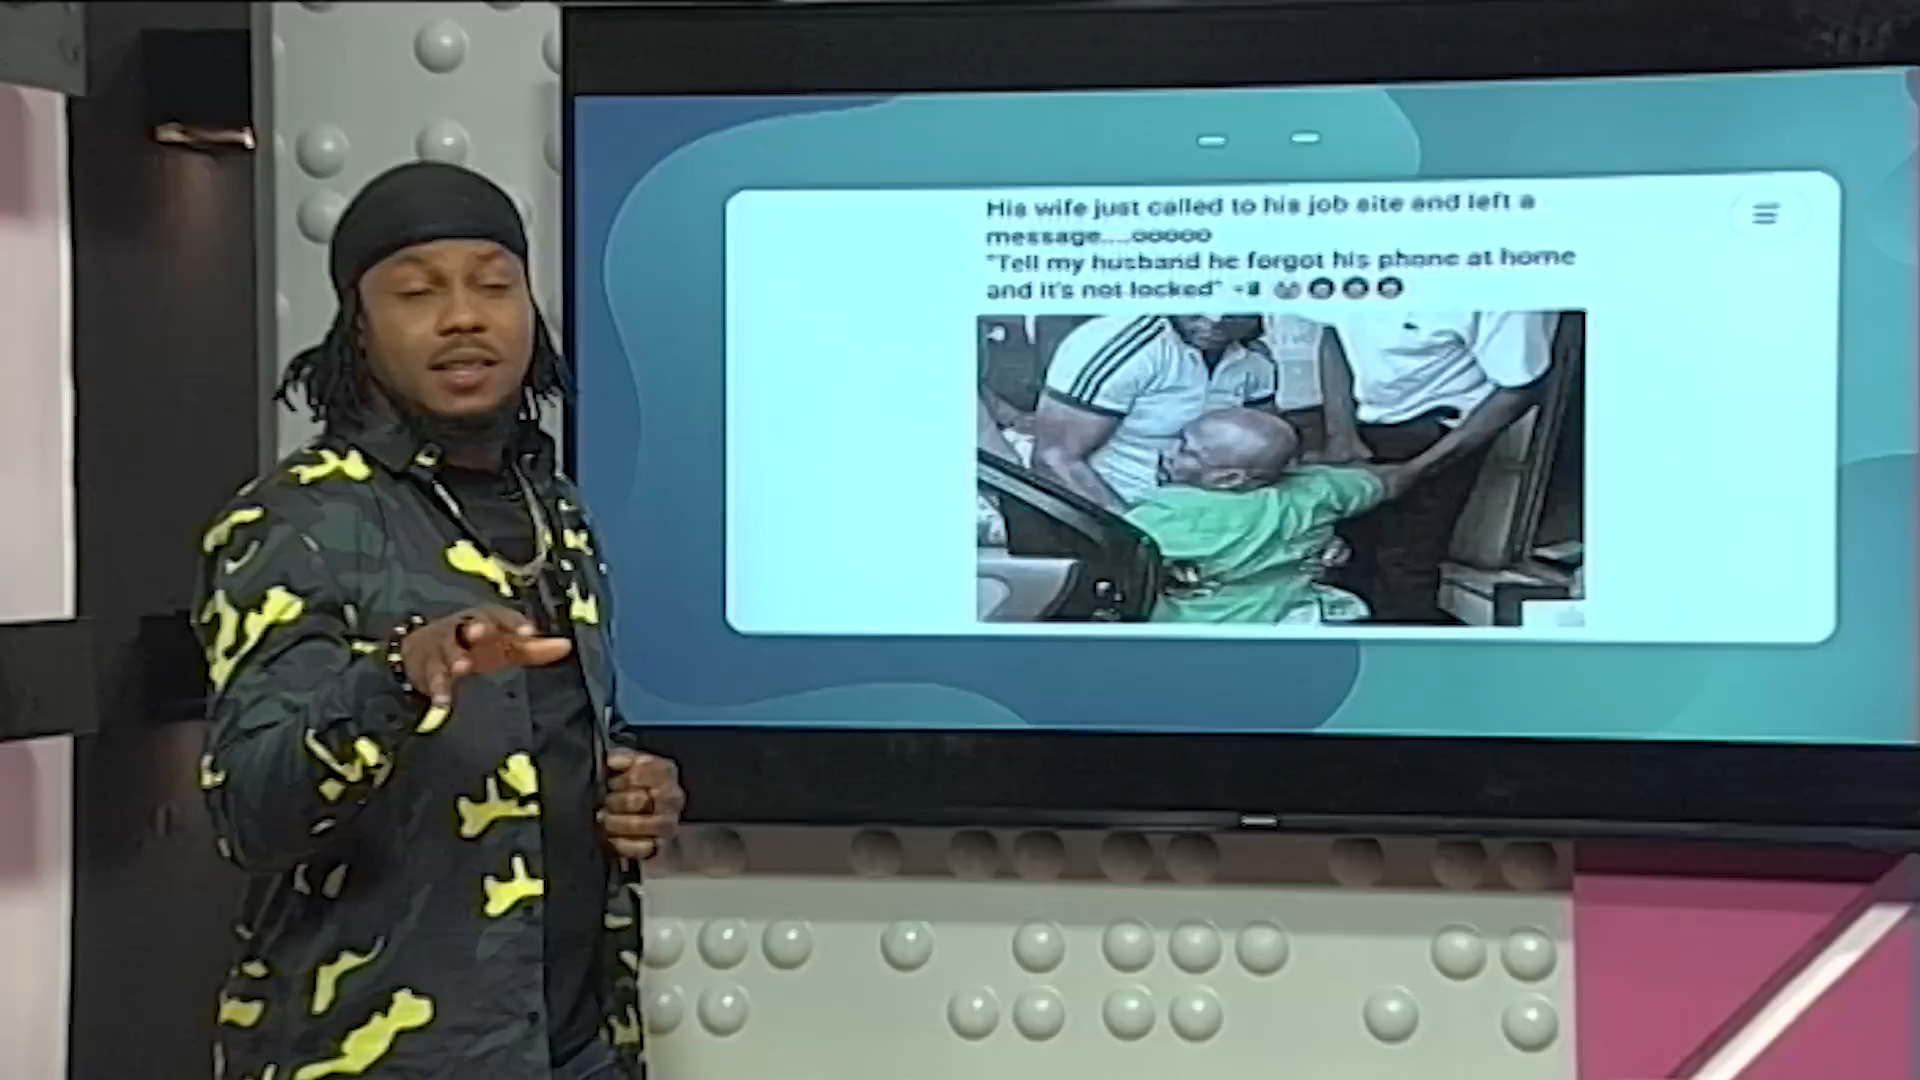 His wife just called to his job site and left a
message....ooooo
"Tell my husband he forgot his phone at home
and it's not locked"